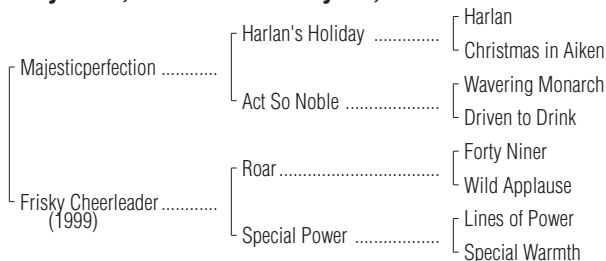 Harlan
Harlan's Holiday ..............
Christmas in Aiken
Majesticperfection ............
Wavering Monarch
Act So Noble ....................
Driven to Drink
Forty Niner
Roar..................................
Wild Applause
Frisky Cheerleader............
(1999)
Lines of Power
Special Power ..................
Special Warmth